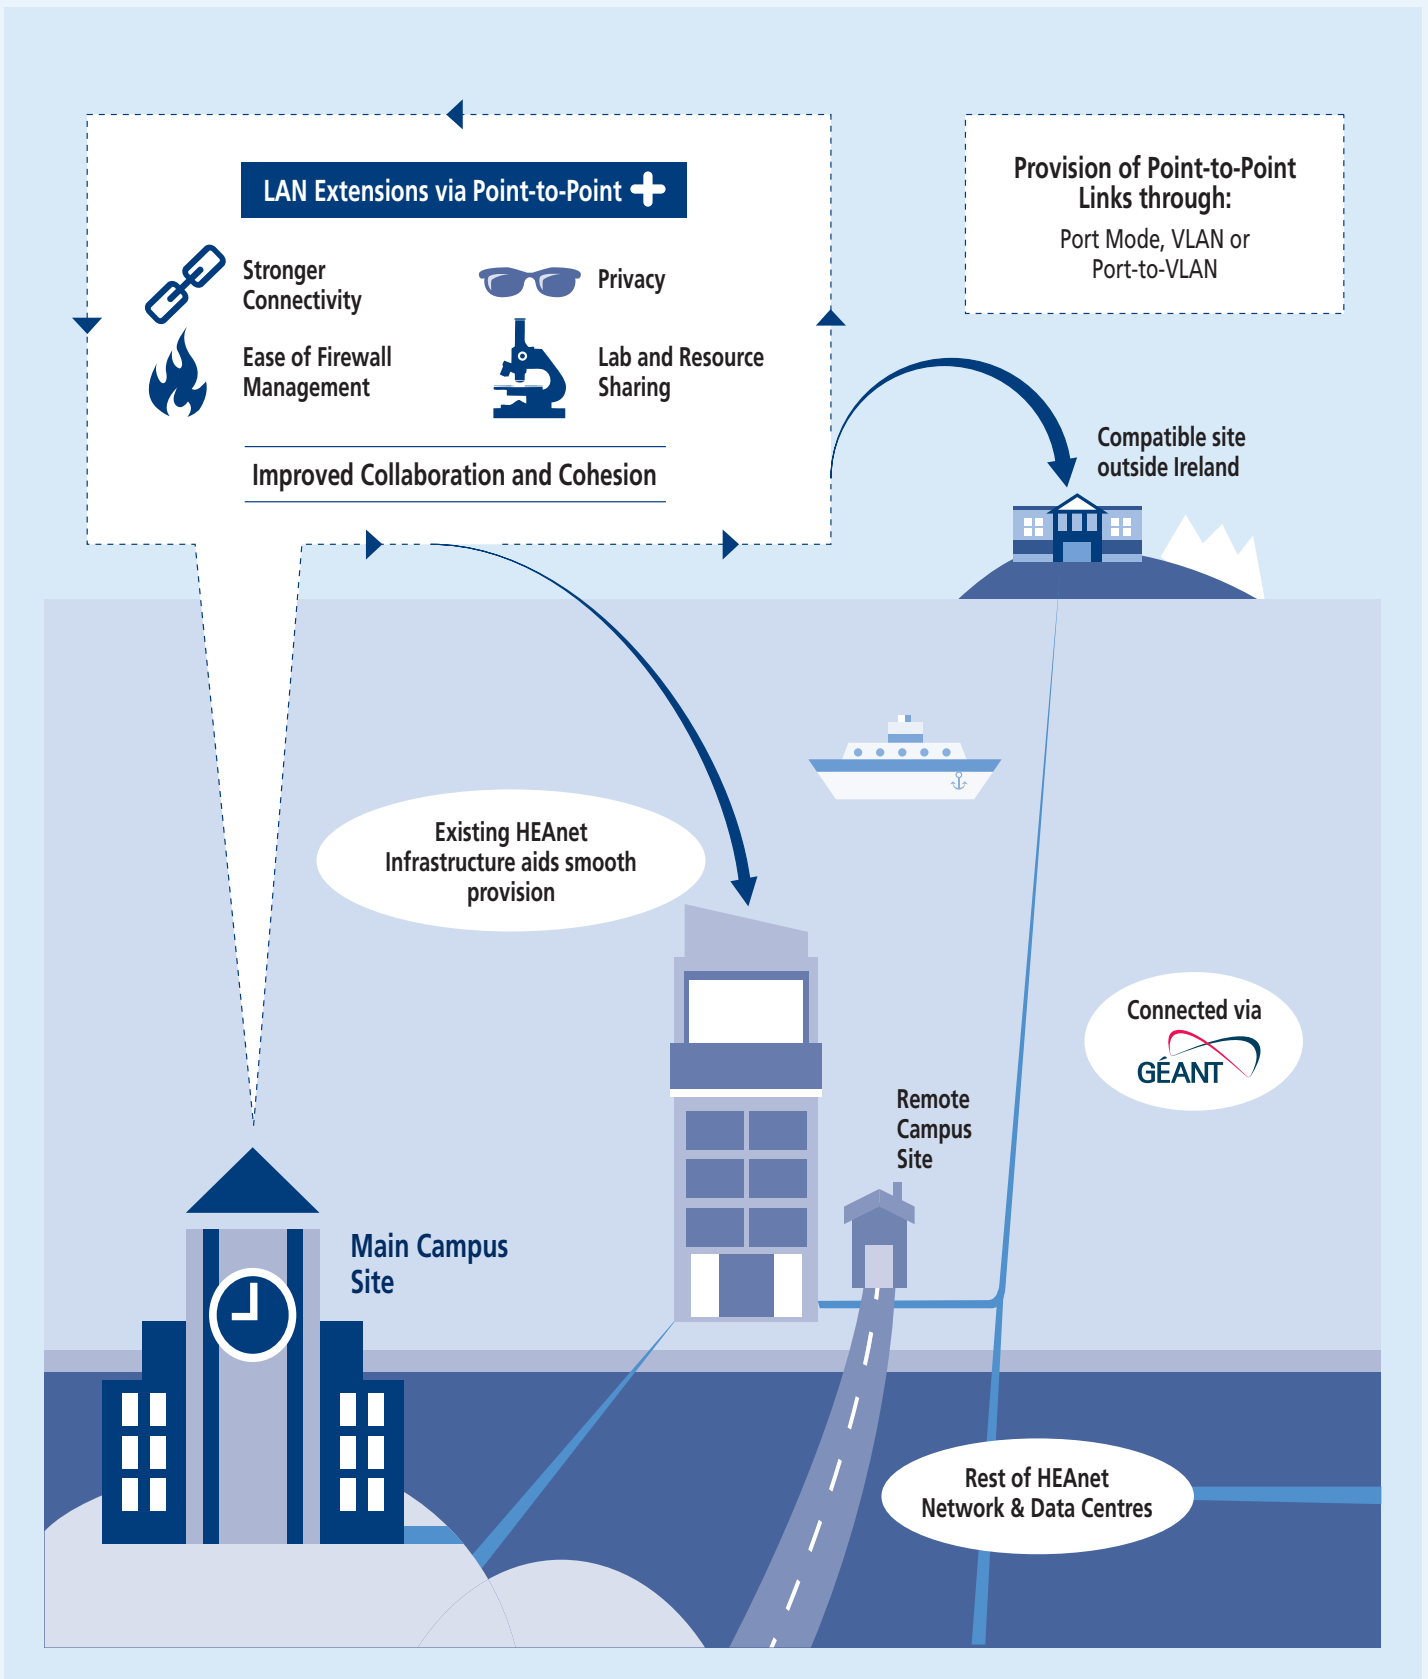 LAN Extensions via Point-to-Point
Stronger
Connectivity
Privacy
Ease of Firewall
Management
Lab and Resource
Sharing
Improved Collaboration and Cohesion
Provision of Point-to-Point
Links through:
Port Mode, VLAN or
Port-to-VLAN
Compatible site
outside Ireland
Existing HEAnet
Infrastructure aids smooth
provision
Connected via
GÉANT
Remote
Campus
Site
Main Campus
Site
Rest of HEAnet
Network & Data Centres